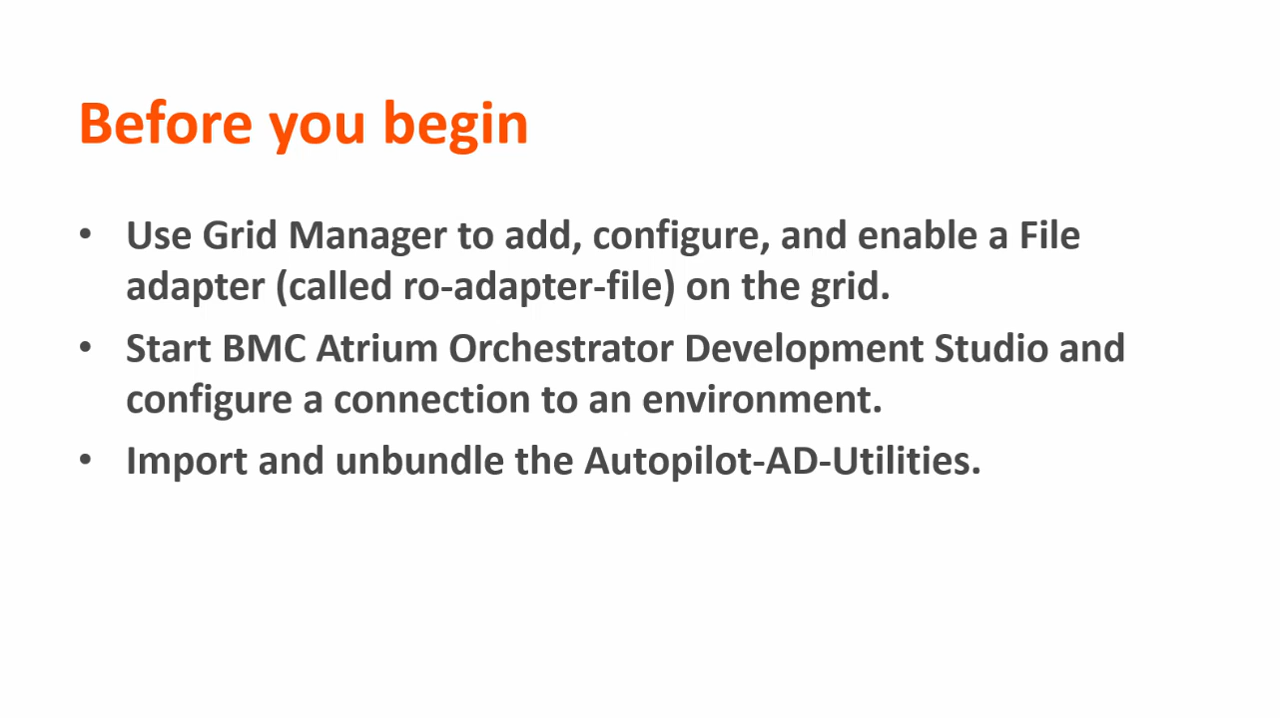 Before you begin
• Use Grid Manager to add, configure, and enable a File
adapter (called ro-adapter-file) on the grid.
• Start BMC Atrium Orchestrator Development Studio and
configure a connection to an environment.
• Import and unbundle the Autopilot-AD-Utilities.